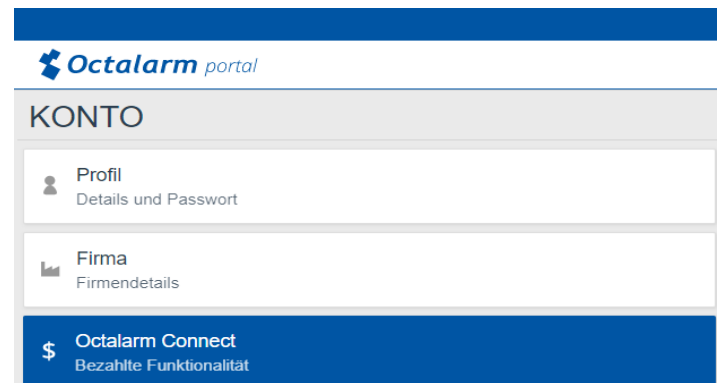 Octalarm portal
KONTO
Profil
Details und Passwort
Firma
Firmendetails
$ Octalarm Connect
Bezahlte Funktionalität